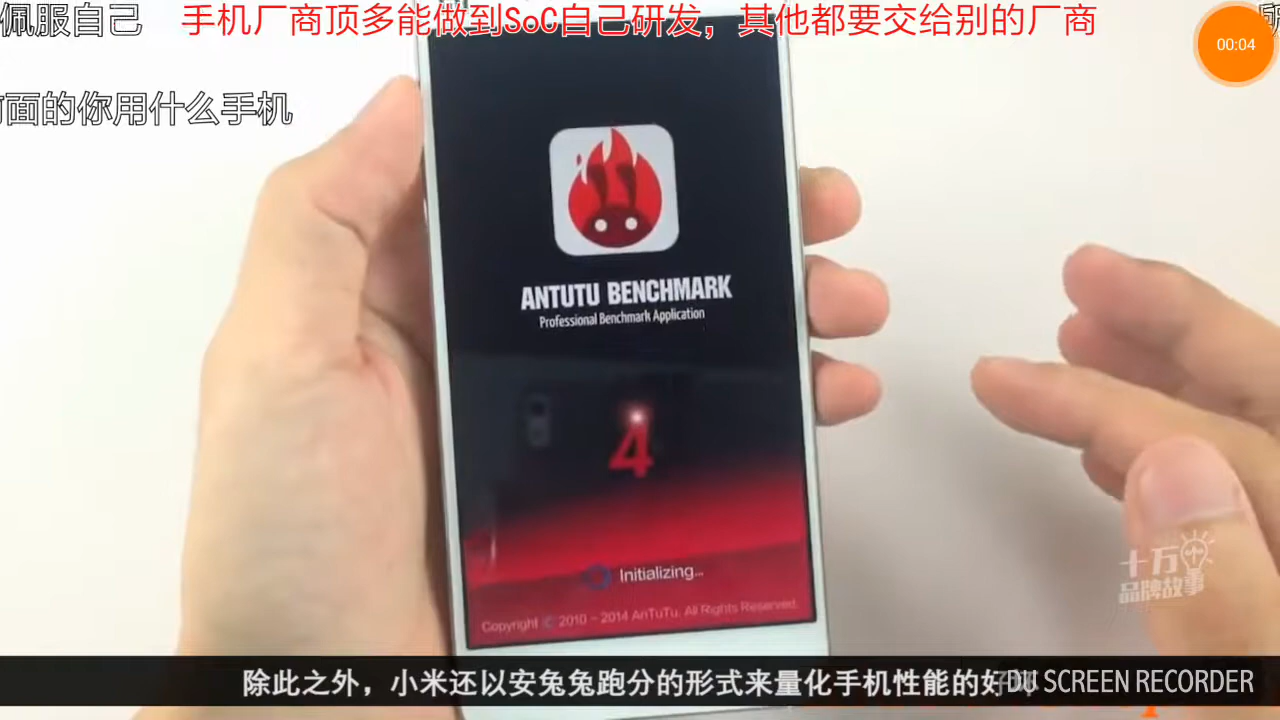 佩服自己
手机厂商顶多能做到SoC自己研发，其他都要交给别的厂商
00:04
面的你用什么手机
ANTUTU BENCHMARK
Professional Benchmark Application
4
Initializing...
Copyright © 2010 - 2014 AnTuTu. All Rights Reserved.
十万
品牌故事
除此之外，小米还以安兔兔跑分的形式来量化手机性能的好
DU SCREEN RECORDER